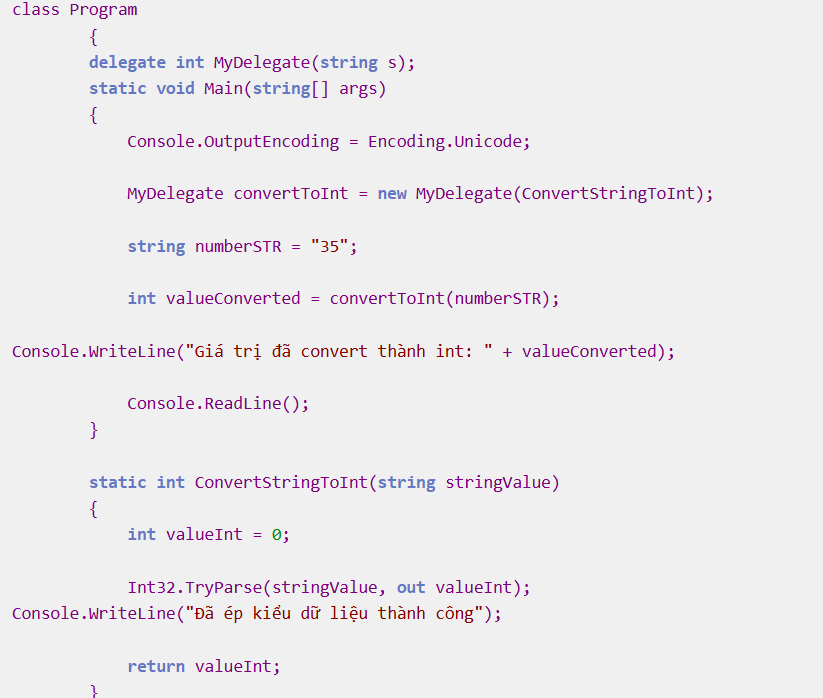 class Program
{
delegate int MyDelegate(string s);
static void Main(string[] args)
{
Console.OutputEncoding = Encoding.Unicode;
MyDelegate convertToInt = new MyDelegate(ConvertStringToInt);
string numberSTR = "35";
int valueConverted = convertToInt(numberSTR);
Console.WriteLine("Giá trị đã convert thành int: " + valueConverted);
Console.ReadLine();
}
static int ConvertStringToInt(string stringValue)
{
int valueInt = 0;
Int32.TryParse(stringValue, out valueInt);
Console.WriteLine("Đã ép kiểu dữ liệu thành công");
return valueInt;
}